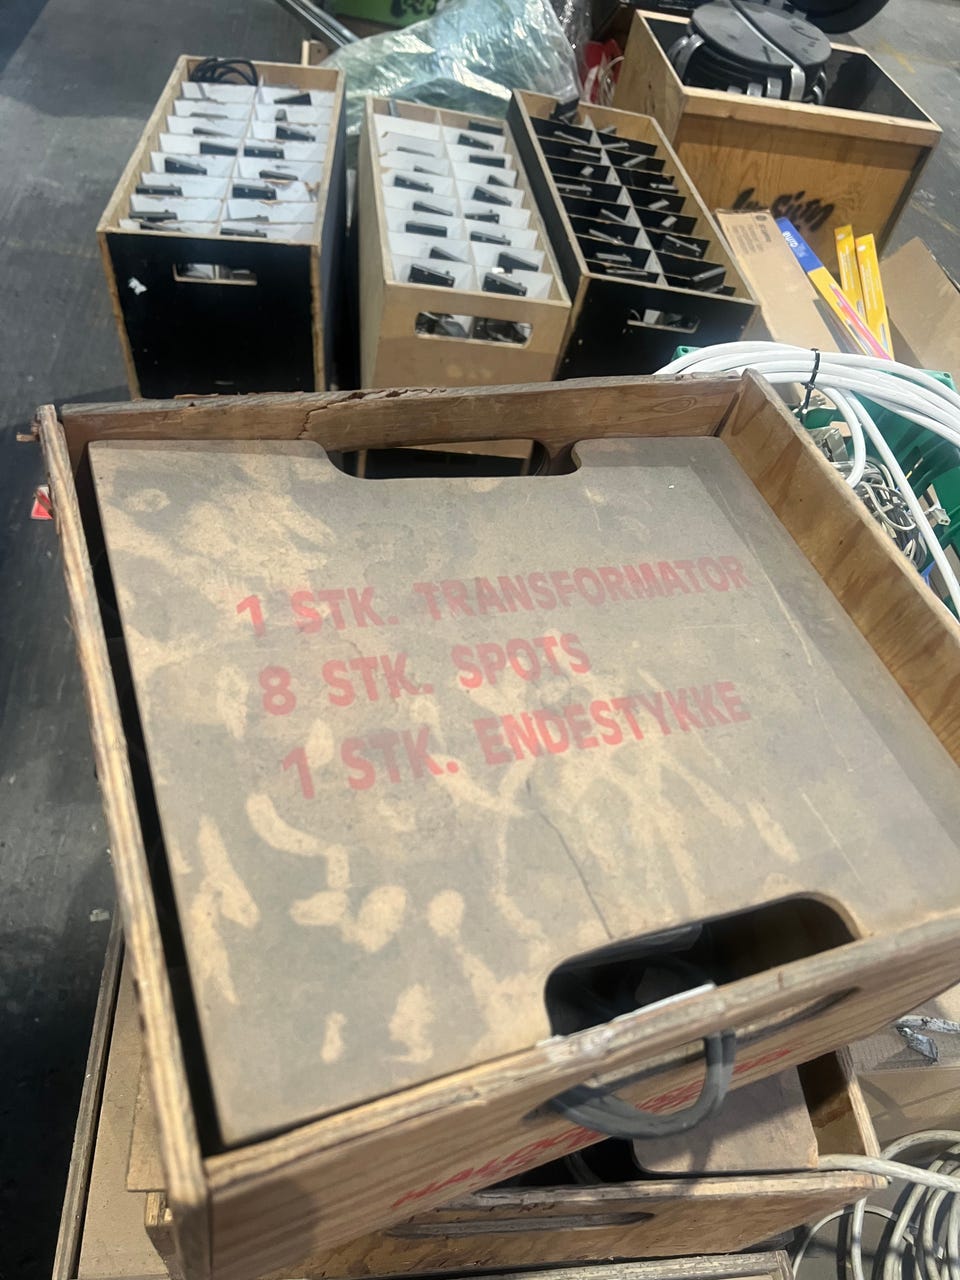 1 STK. TRANSFORMATOR
8 STK. SPOTS
1 STK. ENDESTYKKE